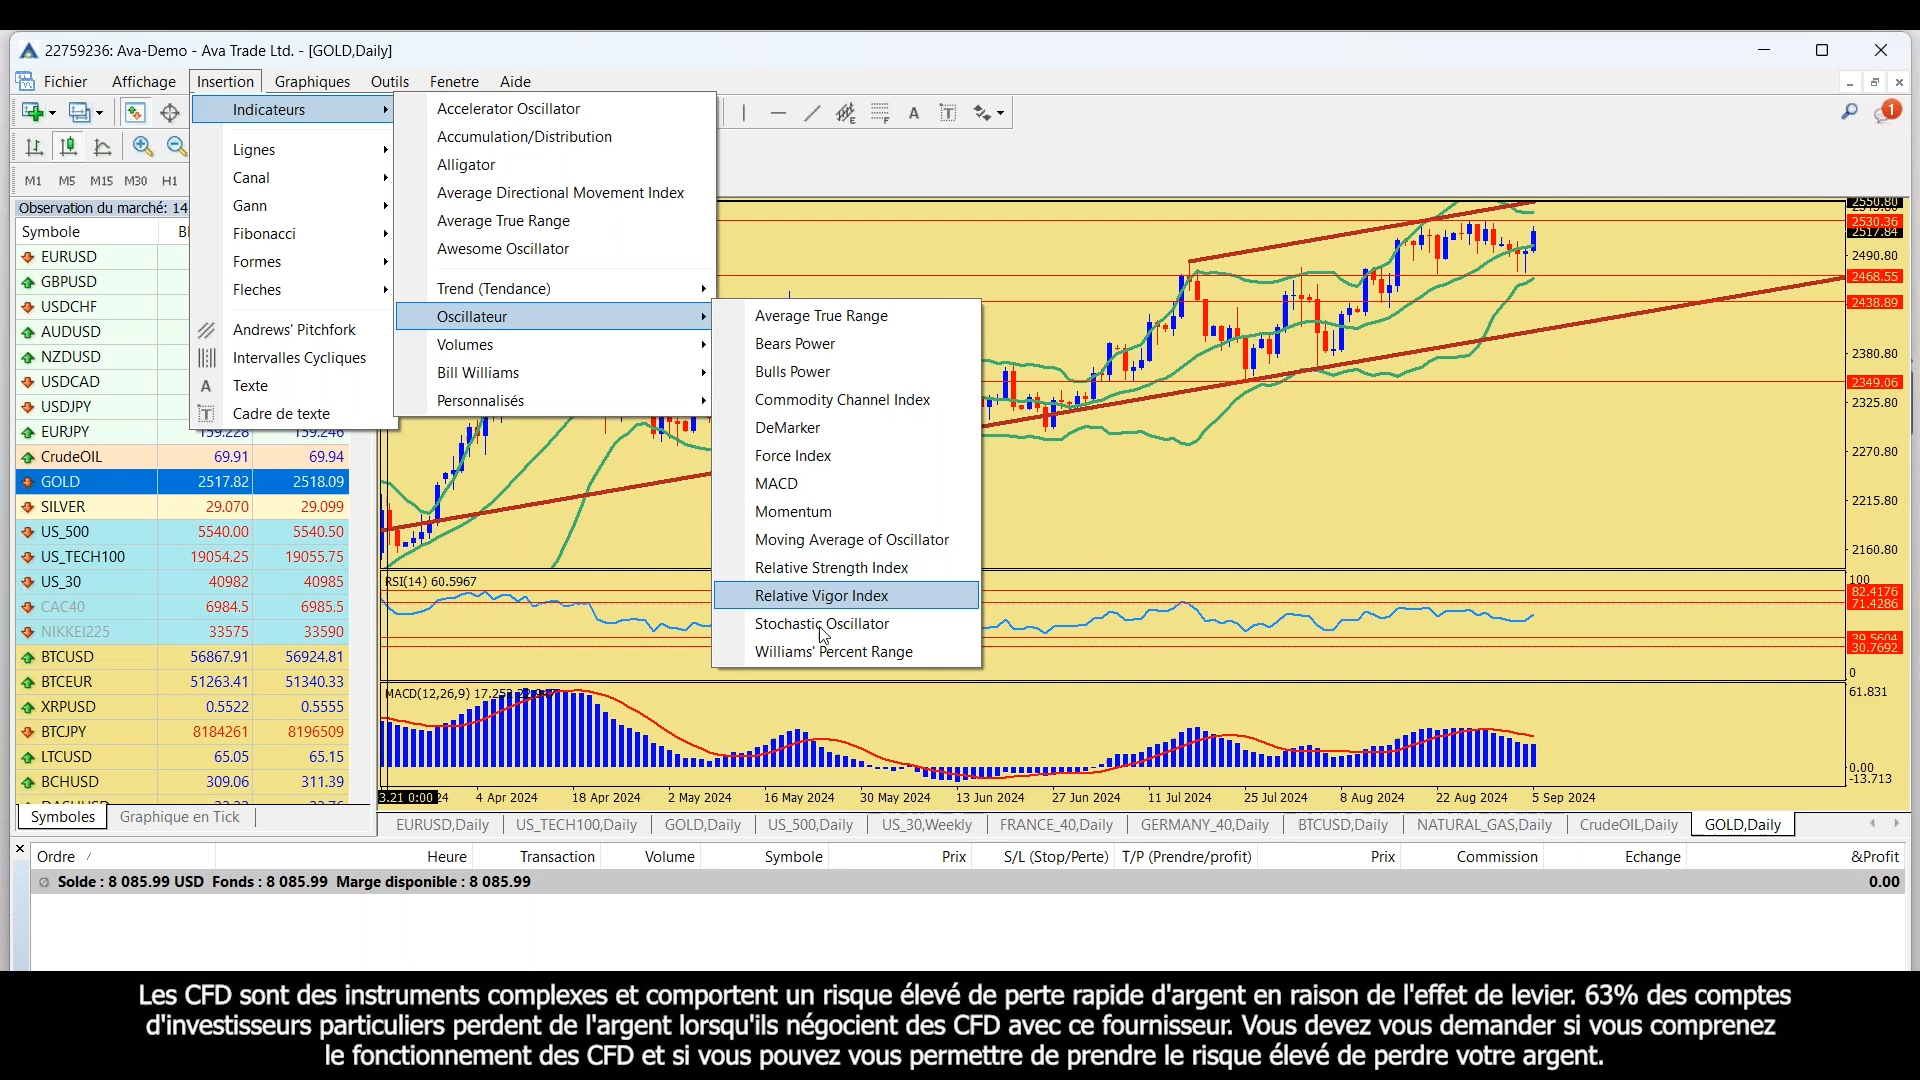 22759236: Ava-Demo - Ava Trade Ltd. - [GOLD,Daily]
Fichier Affichage Insertion Graphiques Outils Fenetre Aide
1
M1 M5 M15 M30 H1
Indicateurs
Lignes
Canal
Gann
Fibonacci
Formes
Fleches
Andrews' Pitchfork
Intervalles Cycliques
Texte
Cadre de texte
Accelerator Oscillator
Accumulation/Distribution
Alligator
Average Directional Movement Index
Average True Range
Awesome Oscillator
Trend (Tendance)
Oscillateur
Volumes
Bill Williams
Personnalisés
Average True Range
Bears Power
Bulls Power
Commodity Channel Index
DeMarker
Force Index
MACD
Momentum
Moving Average of Oscillator
Relative Strength Index
Relative Vigor Index
Stochastic Oscillator
Williams' Percent Range
Observation du marché: 14
Symbole
EURUSD
GBPUSD
USDCHF
AUDUSD
NZDUSD
USDCAD
USDJPY
EURJPY 159.228 159.246
CrudeOIL 69.91 69.94
GOLD 2517.82 2518.09
SILVER 29.070 29.099
US_500 5540.00 5540.50
US_TECH100 19054.25 19055.75
US_30 40982 40985
CAC40 6984.5 6985.5
NIKKEI225 33575 33590
BTCUSD 56867.91 56924.81
BTCEUR 51263.41 51340.33
XRPUSD 0.5522 0.5555
BTCJPY 8184261 8196509
LTCUSD 65.05 65.15
BCHUSD 309.06 311.39
Symboles Graphique en Tick
2550.80
2530.36
2517.84
2490.80
2468.55
2438.89
2380.80
2349.06
2325.80
2270.80
2215.80
2160.80
RSI(14) 60.5967
100
82.4176
71.4286
39.5604
30.7692
0
MACD(12,26,9) 17.252
61.831
0.00
-13.713
4 Apr 2024 18 Apr 2024 2 May 2024 16 May 2024 30 May 2024 13 Jun 2024 27 Jun 2024 11 Jul 2024 25 Jul 2024 8 Aug 2024 22 Aug 2024 5 Sep 2024
EURUSD,Daily US_TECH100,Daily GOLD,Daily US_500,Daily US_30,Weekly FRANCE_40,Daily GERMANY_40,Daily BTCUSD,Daily NATURAL_GAS,Daily CrudeOIL,Daily GOLD,Daily
Ordre / Heure Transaction Volume Symbole Prix S/L (Stop/Perte) T/P (Prendre/profit) Prix Commission Echange &Profit
Solde : 8 085.99 USD Fonds : 8 085.99 Marge disponible : 8 085.99 0.00
Les CFD sont des instruments complexes et comportent un risque élevé de perte rapide d'argent en raison de l'effet de levier. 63% des comptes
d'investisseurs particuliers perdent de l'argent lorsqu'ils négocient des CFD avec ce fournisseur. Vous devez vous demander si vous comprenez
le fonctionnement des CFD et si vous pouvez vous permettre de prendre le risque élevé de perdre votre argent.